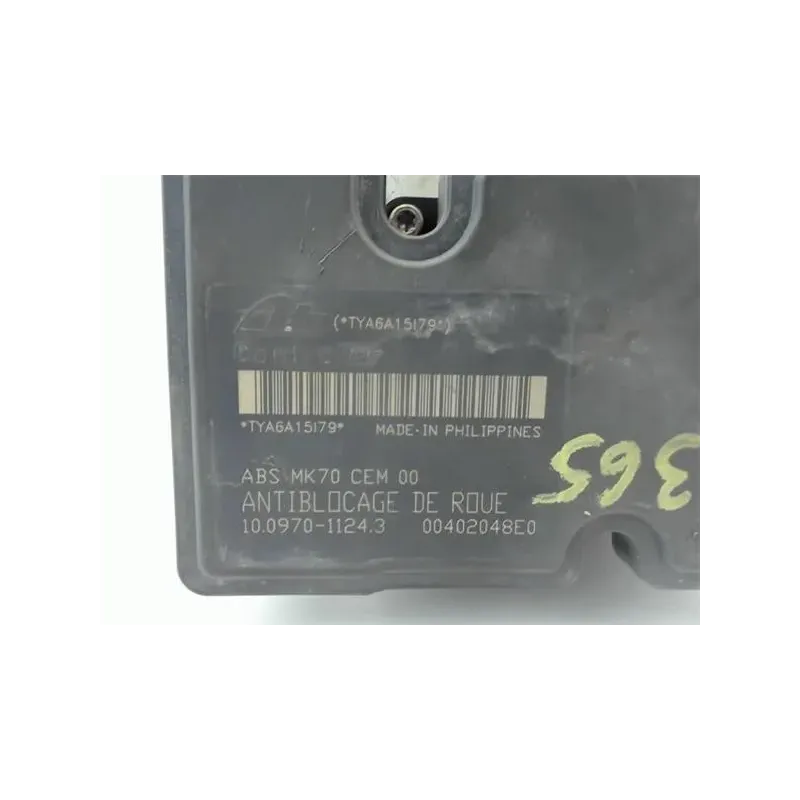 (*TYA6A15I79*)
*TYA6A15I79* MADE-IN PHILIPPINES
365
ABS MK70 CEM 00
ANTIBLOCAGE DE ROUE
10.0970-1124.3 00402048E0